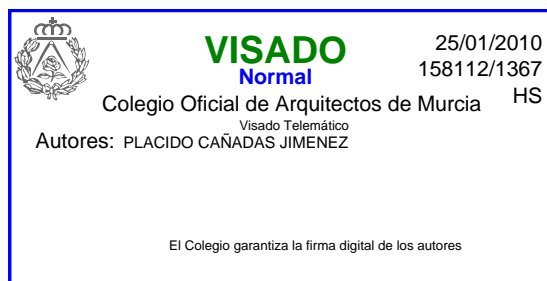 VISADO
25/01/2010
Normal
158112/1367
Colegio Oficial de Arquitectos de Murcia
HS
Visado Telemático
Autores: PLACIDO CAÑADAS JIMENEZ
El Colegio garantiza la firma digital de los autores